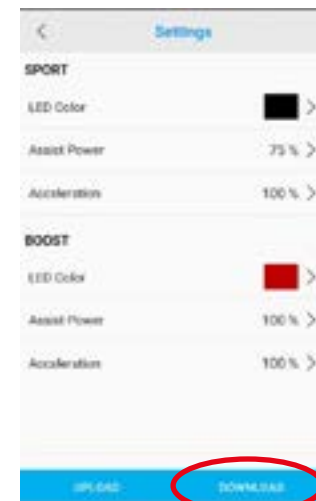 Settings
SPORT
LED Color
Assist Power 75 %
Acceleration 100 %
BOOST
LED Color
Assist Power 100 %
Acceleration 100 %
UPLOAD DOWNLOAD